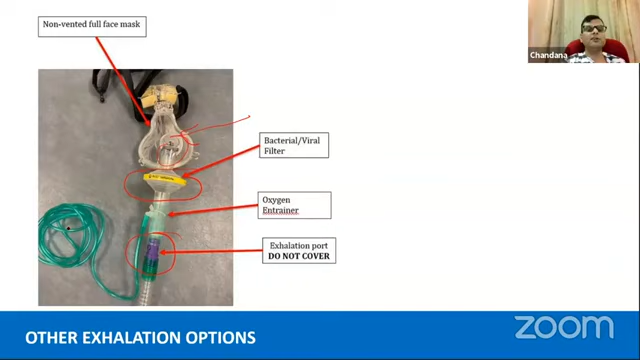 Non-vented full face mask
Chandana
Bacterial/Viral
Filter
Oxygen
Entrainer
Exhalation port
DO NOT COVER
OTHER EXHALATION OPTIONS
zoom